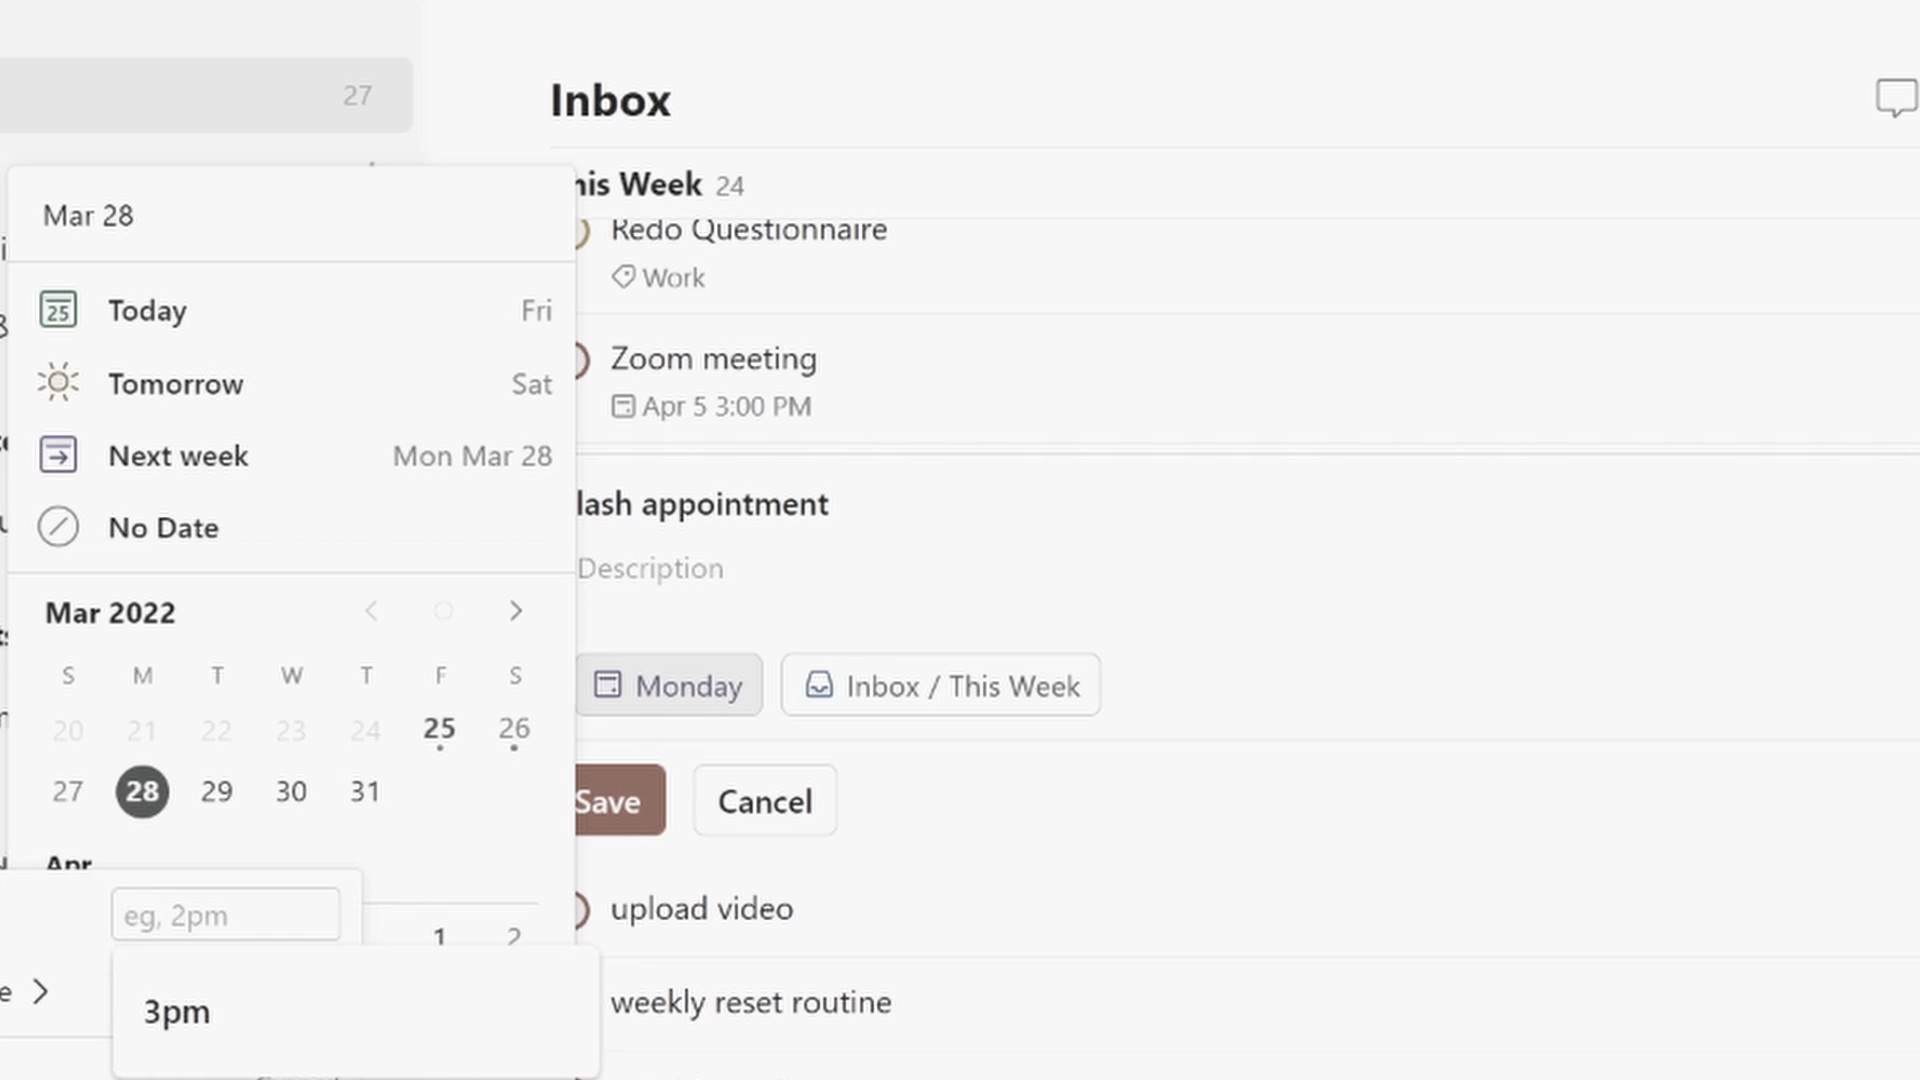 27
Inbox
Mar 28
his Week 24
Redo Questionnaire
Work
25 Today Fri
Zoom meeting
Tomorrow Sat
Apr 5 3:00 PM
Next week Mon Mar 28
lash appointment
No Date
Description
Mar 2022
S M T W T F S
Monday
Inbox / This Week
20 21 22 23 24 25 26
27 28 29 30 31
Save
Cancel
Apr
eg, 2pm
upload video
1 2
e
weekly reset routine
3pm